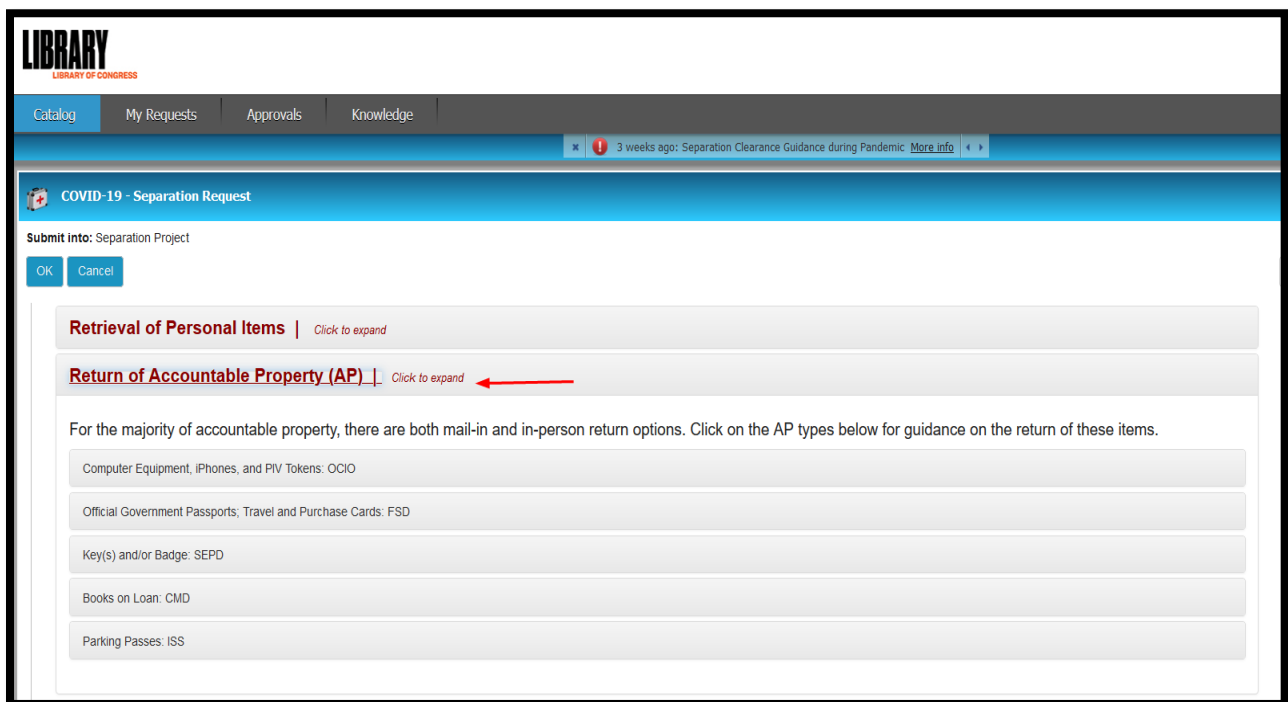 LIBRARY
LIBRARY OF CONGRESS
Catalog My Requests Approvals Knowledge
x ! 3 weeks ago: Separation Clearance Guidance during Pandemic More info
COVID-19 - Separation Request
Submit into: Separation Project
OK Cancel
Retrieval of Personal Items | Click to expand
Return of Accountable Property (AP) | Click to expand
For the majority of accountable property, there are both mail-in and in-person return options. Click on the AP types below for guidance on the return of these items.
Computer Equipment, iPhones, and PIV Tokens: OCIO
Official Government Passports; Travel and Purchase Cards: FSD
Key(s) and/or Badge: SEPD
Books on Loan: CMD
Parking Passes: ISS